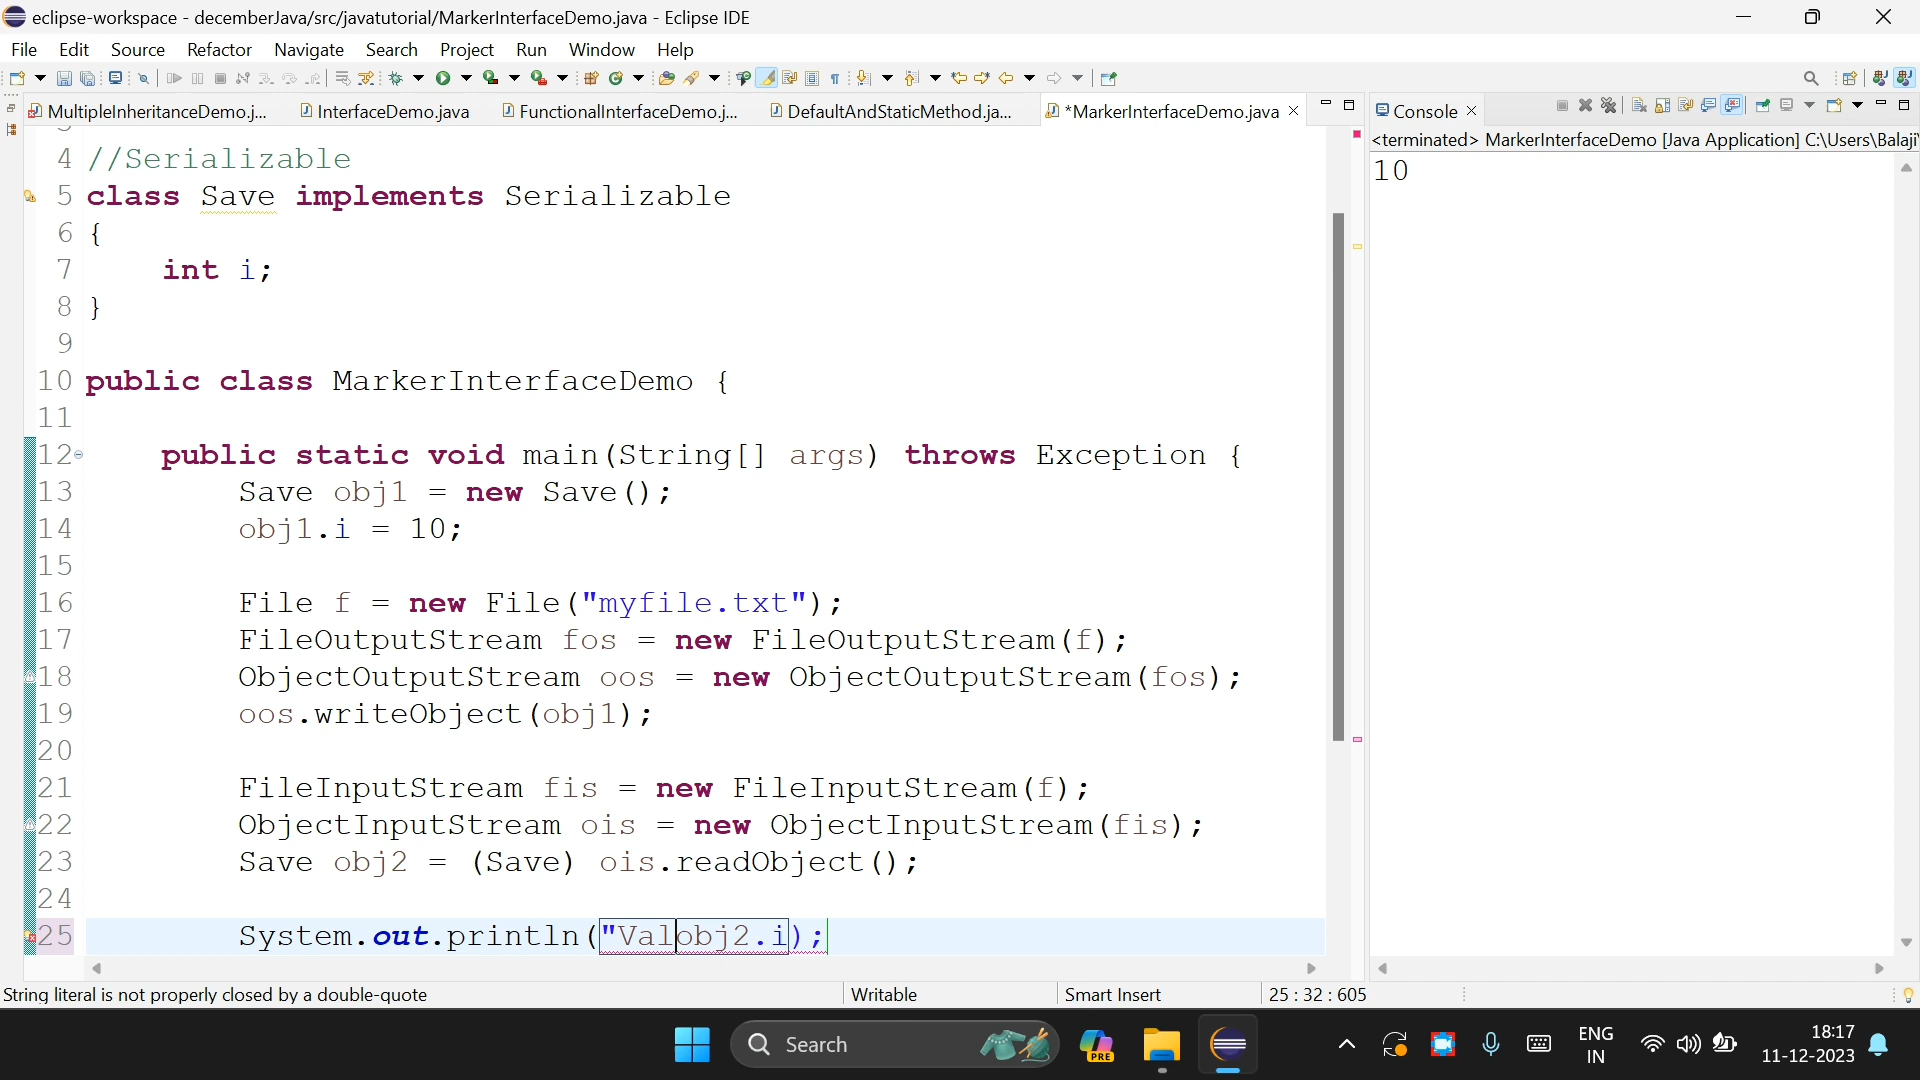 eclipse-workspace - decemberJava/src/javatutorial/MarkerInterfaceDemo.java - Eclipse IDE
File Edit Source Refactor Navigate Search Project Run Window Help
MultipleInheritanceDemo.j... InterfaceDemo.java FunctionalInterfaceDemo.j... DefaultAndStaticMethod.ja... *MarkerInterfaceDemo.java
4 //Serializable
5 class Save implements Serializable
6 {
7 int i;
8 }
9
10 public class MarkerInterfaceDemo {
11
12 public static void main(String[] args) throws Exception {
13 Save obj1 = new Save();
14 obj1.i = 10;
15
16 File f = new File("myfile.txt");
17 FileOutputStream fos = new FileOutputStream(f);
18 ObjectOutputStream oos = new ObjectOutputStream(fos);
19 oos.writeObject(obj1);
20
21 FileInputStream fis = new FileInputStream(f);
22 ObjectInputStream ois = new ObjectInputStream(fis);
23 Save obj2 = (Save) ois.readObject();
24
25 System.out.println("Valobj2.i);
Console
<terminated> MarkerInterfaceDemo [Java Application] C:\Users\Balaji\
10
String literal is not properly closed by a double-quote Writable Smart Insert 25 : 32 : 605
Search
PRE
ENG
IN
18:17
11-12-2023